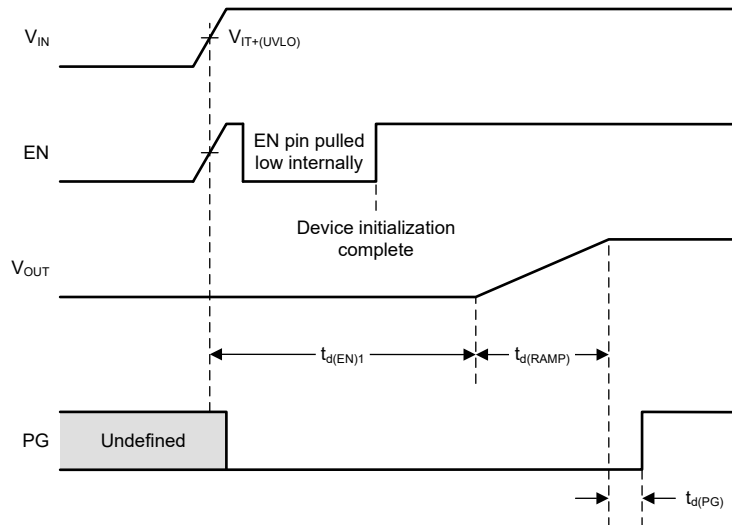 VIN
VIT+(UVLO)
EN
EN pin pulled
low internally
Device initialization
complete
VOUT
td(EN)1
td(RAMP)
PG
Undefined
td(PG)